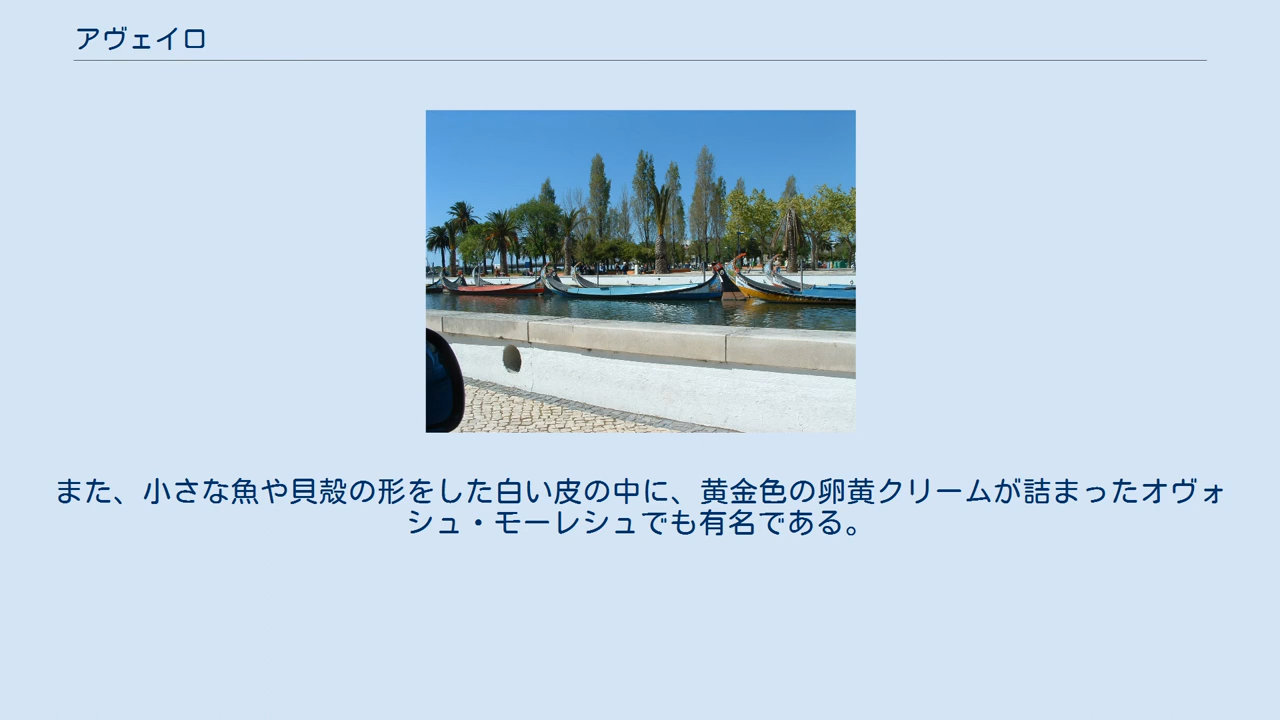 アヴェイロ
また、小さな魚や貝殻の形をした白い皮の中に、黄金色の卵黄クリームが詰まったオヴォ
シュ・モーレシュでも有名である。